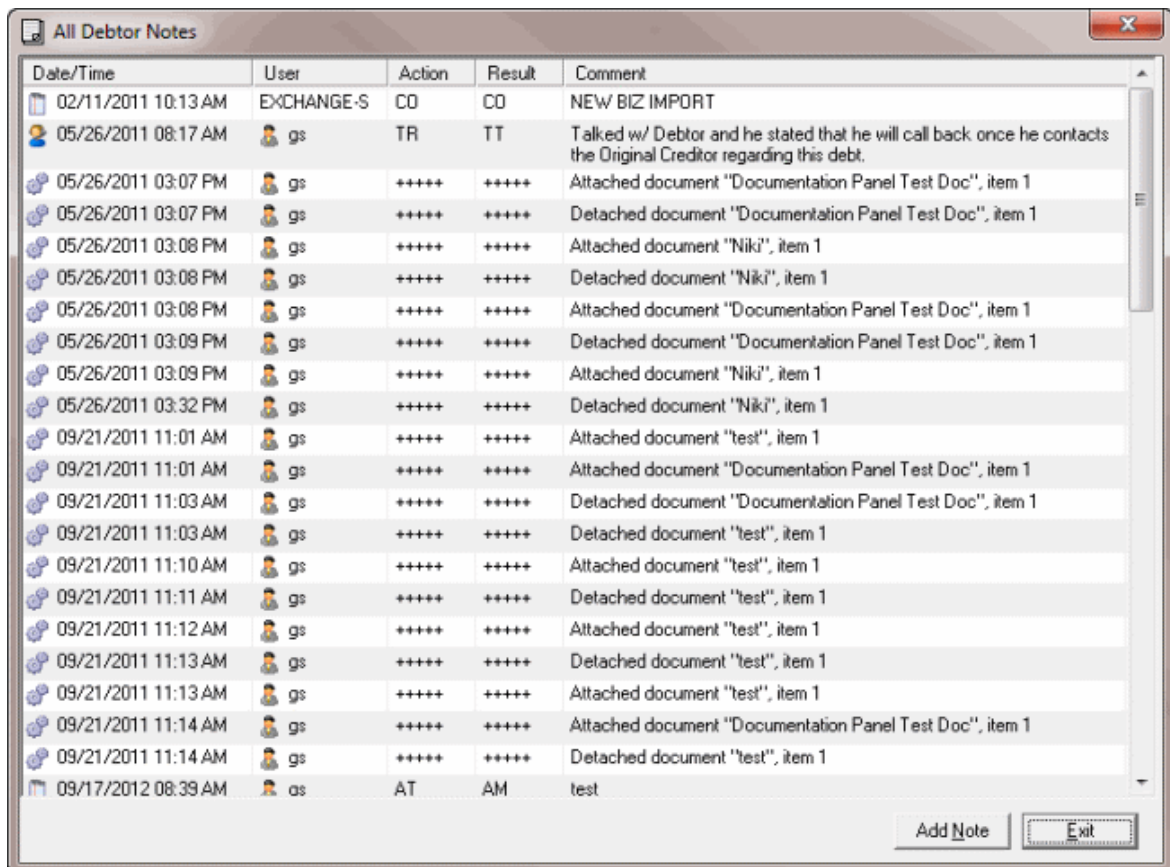 All Debtor Notes
Date/Time User Action Result Comment
02/11/2011 10:13 AM EXCHANGE-S CO CO NEW BIZ IMPORT
05/26/2011 08:17 AM gs TR TT Talked w/ Debtor and he stated that he will call back once he contacts
the Original Creditor regarding this debt.
05/26/2011 03:07 PM gs +++++ +++++ Attached document "Documentation Panel Test Doc", item 1
05/26/2011 03:07 PM gs +++++ +++++ Detached document "Documentation Panel Test Doc", item 1
05/26/2011 03:08 PM gs +++++ +++++ Attached document "Niki", item 1
05/26/2011 03:08 PM gs +++++ +++++ Detached document "Niki", item 1
05/26/2011 03:08 PM gs +++++ +++++ Attached document "Documentation Panel Test Doc", item 1
05/26/2011 03:09 PM gs +++++ +++++ Detached document "Documentation Panel Test Doc", item 1
05/26/2011 03:09 PM gs +++++ +++++ Attached document "Niki", item 1
05/26/2011 03:32 PM gs +++++ +++++ Detached document "Niki", item 1
09/21/2011 11:01 AM gs +++++ +++++ Attached document "test", item 1
09/21/2011 11:01 AM gs +++++ +++++ Attached document "Documentation Panel Test Doc", item 1
09/21/2011 11:03 AM gs +++++ +++++ Detached document "Documentation Panel Test Doc", item 1
09/21/2011 11:03 AM gs +++++ +++++ Detached document "test", item 1
09/21/2011 11:10 AM gs +++++ +++++ Attached document "test", item 1
09/21/2011 11:11 AM gs +++++ +++++ Detached document "test", item 1
09/21/2011 11:12 AM gs +++++ +++++ Attached document "test", item 1
09/21/2011 11:13 AM gs +++++ +++++ Detached document "test", item 1
09/21/2011 11:13 AM gs +++++ +++++ Attached document "test", item 1
09/21/2011 11:14 AM gs +++++ +++++ Attached document "Documentation Panel Test Doc", item 1
09/21/2011 11:14 AM gs +++++ +++++ Detached document "test", item 1
09/17/2012 08:39 AM gs AT AM test
Add Note Exit